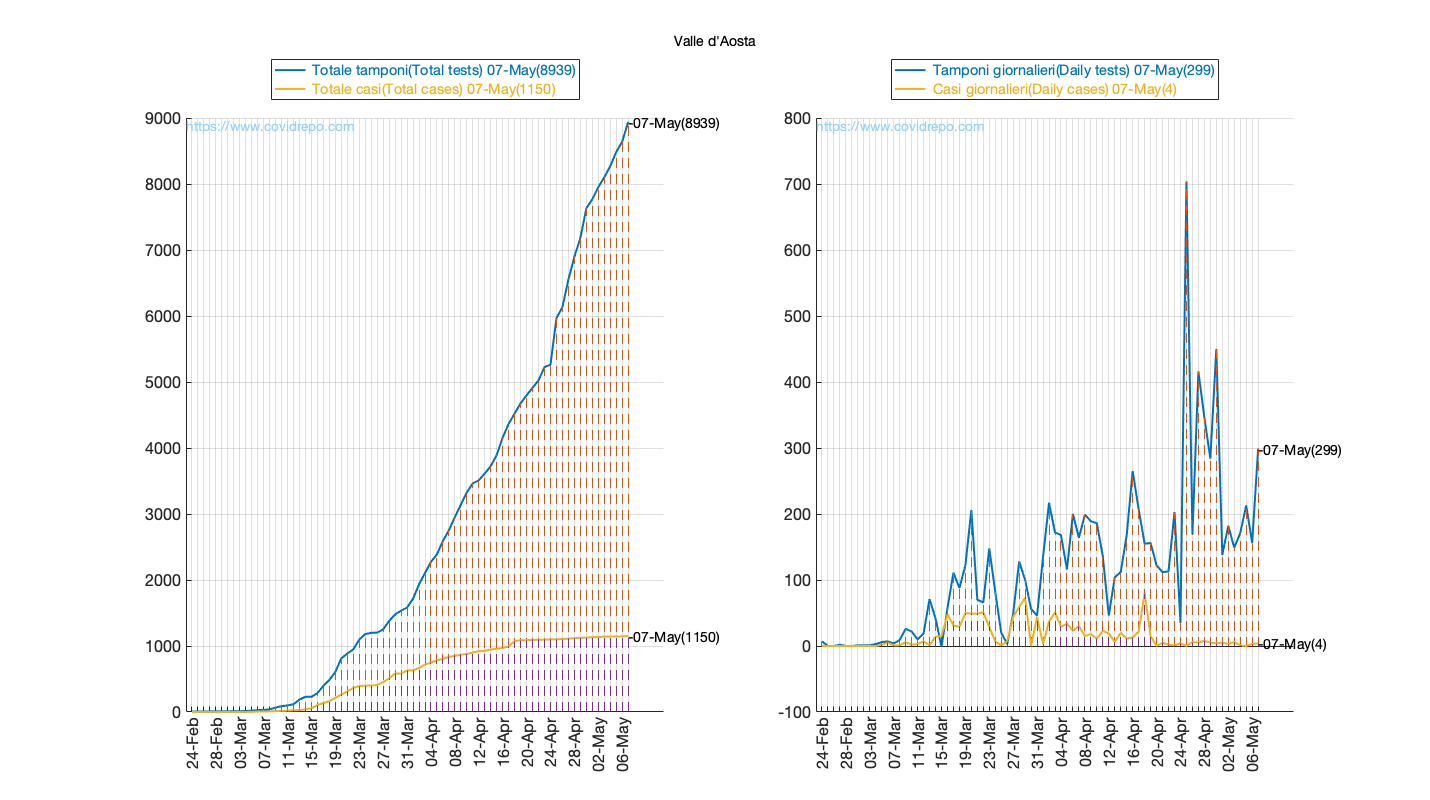 Valle d'Aosta
Totale tamponi(Total tests) 07-May(8939)
Totale casi(Total cases) 07-May(1150)
https://www.covidrepo.com
9000
8000
7000
6000
5000
4000
3000
2000
1000
0
07-May(8939)
07-May(1150)
24-Feb
28-Feb
03-Mar
07-Mar
11-Mar
15-Mar
19-Mar
23-Mar
27-Mar
31-Mar
04-Apr
08-Apr
12-Apr
16-Apr
20-Apr
24-Apr
28-Apr
02-May
06-May
Tamponi giornalieri(Daily tests) 07-May(299)
Casi giornalieri(Daily cases) 07-May(4)
https://www.covidrepo.com
800
700
600
500
400
300
200
100
0
-100
07-May(299)
07-May(4)
24-Feb
28-Feb
03-Mar
07-Mar
11-Mar
15-Mar
19-Mar
23-Mar
27-Mar
31-Mar
04-Apr
08-Apr
12-Apr
16-Apr
20-Apr
24-Apr
28-Apr
02-May
06-May